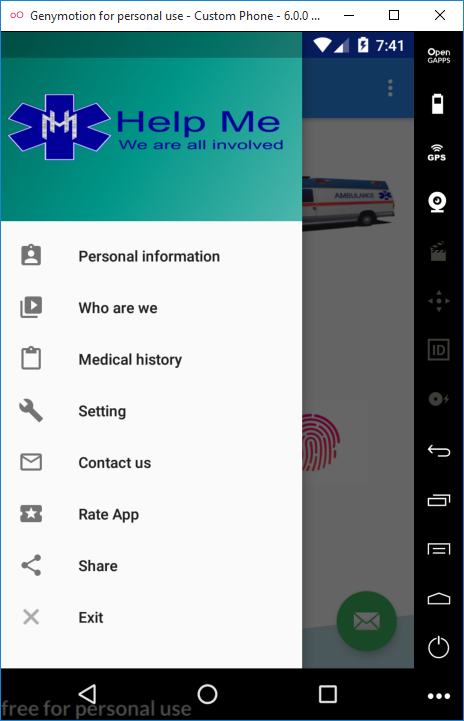 Genymotion for personal use - Custom Phone - 6.0.0 ...
7:41
Open
GAPPS
GPS
ID
Help Me
We are all involved
AMBULANCE
Personal information
Who are we
Medical history
Setting
Contact us
Rate App
Share
Exit
free for personal use